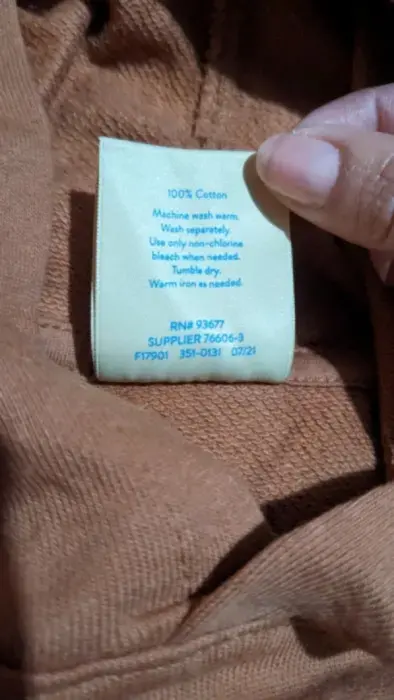 100% Cotton
Machine wash warm.
Wash separately.
Use only non-chlorine
bleach when needed.
Tumble dry.
Warm iron as needed.
RN# 93677
SUPPLIER 76606-B
F17901 351-0131 07/21